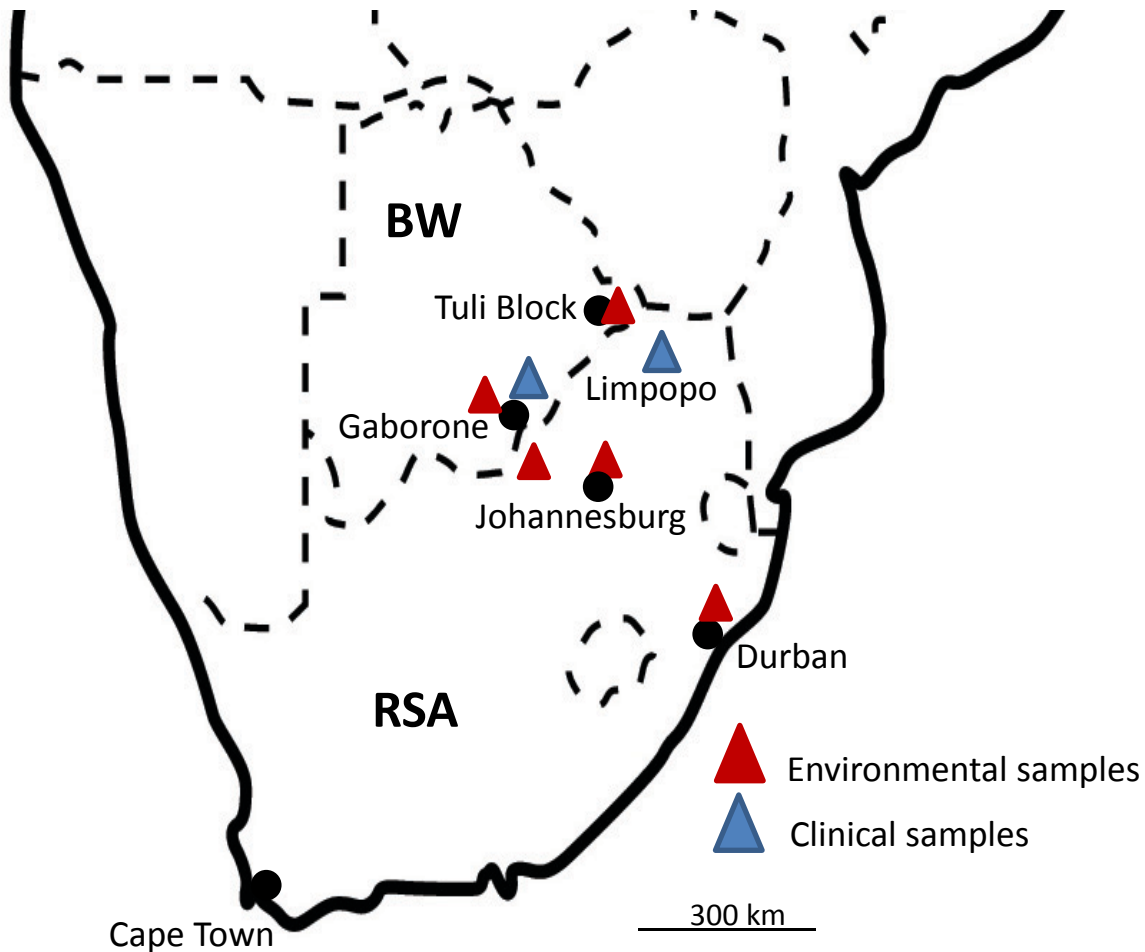 BW
Tuli Block
Limpopo
Gaborone
Johannesburg
Durban
RSA
Environmental samples
Clinical samples
300 km
Cape Town